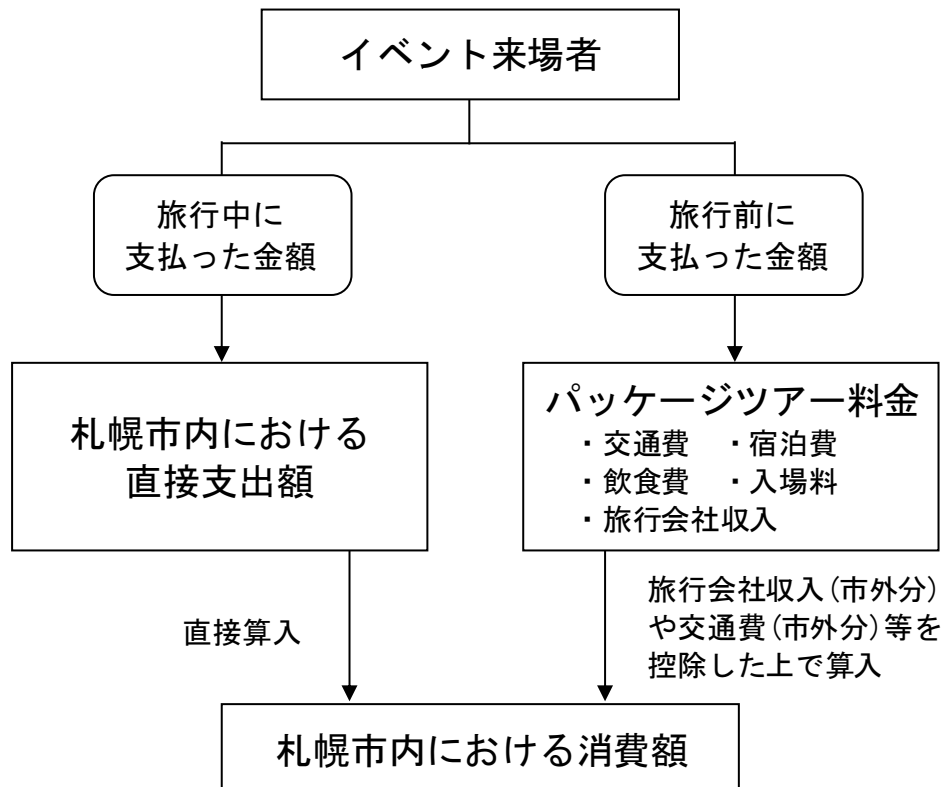 イベント来場者
旅行中に
支払った金額
旅行前に
支払った金額
札幌市内における
直接支出額
パッケージツアー料金
・交通費 ・宿泊費
・飲食費 ・入場料
・旅行会社収入
直接算入
旅行会社収入(市外分)
や交通費(市外分)等を
控除した上で算入
札幌市内における消費額